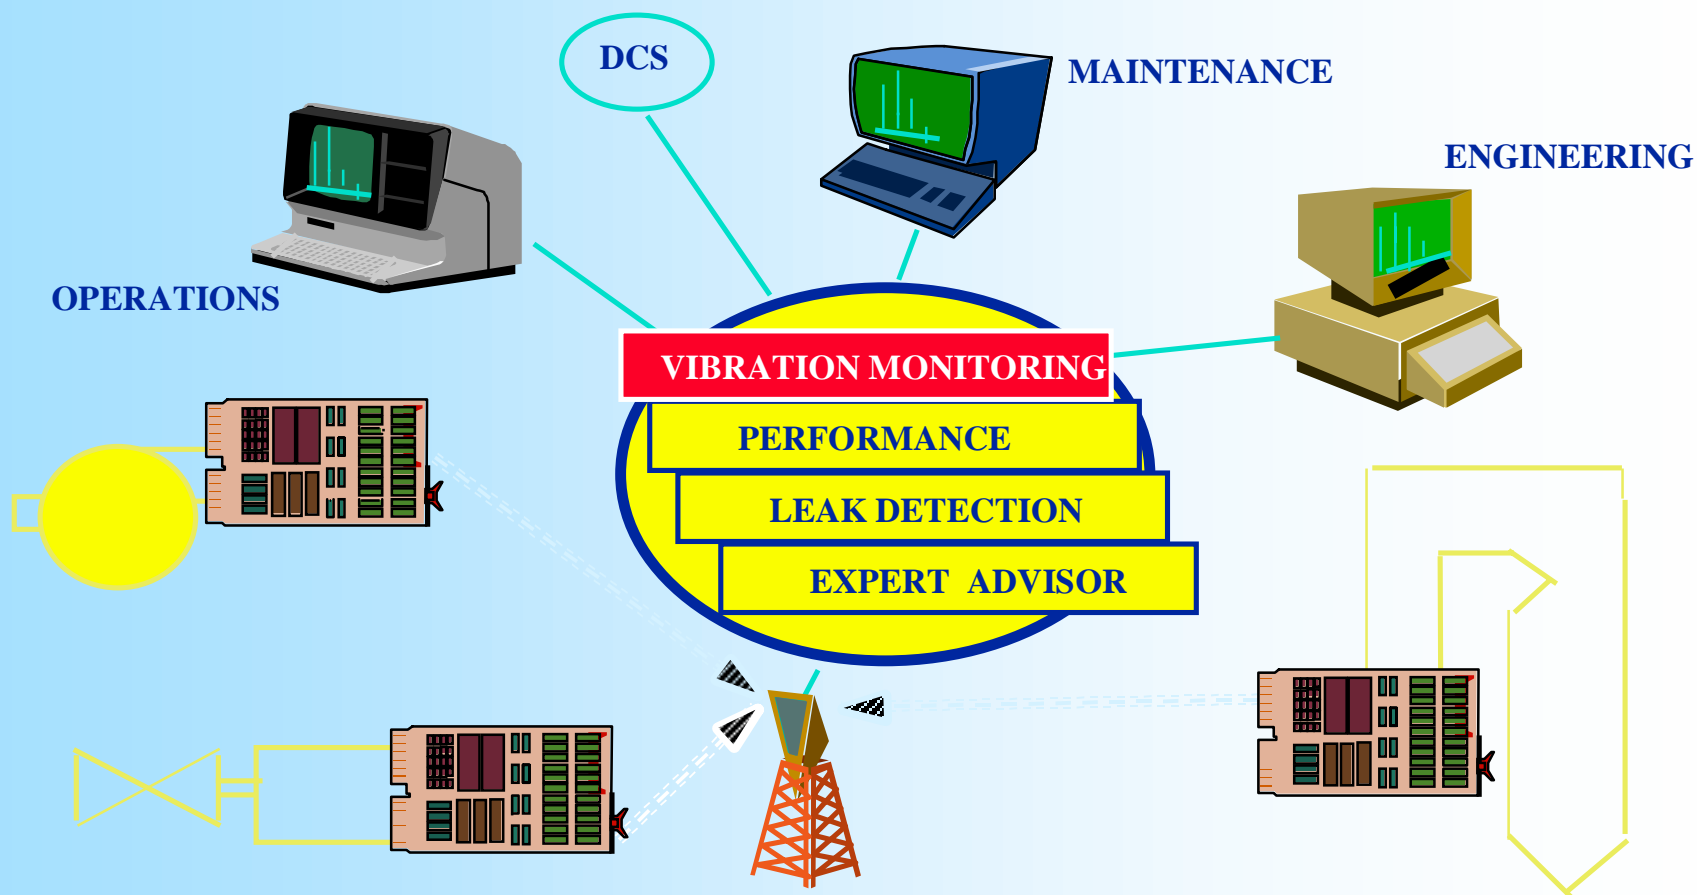 DCS
MAINTENANCE
ENGINEERING
OPERATIONS
VIBRATION MONITORING
PERFORMANCE
LEAK DETECTION
EXPERT ADVISOR